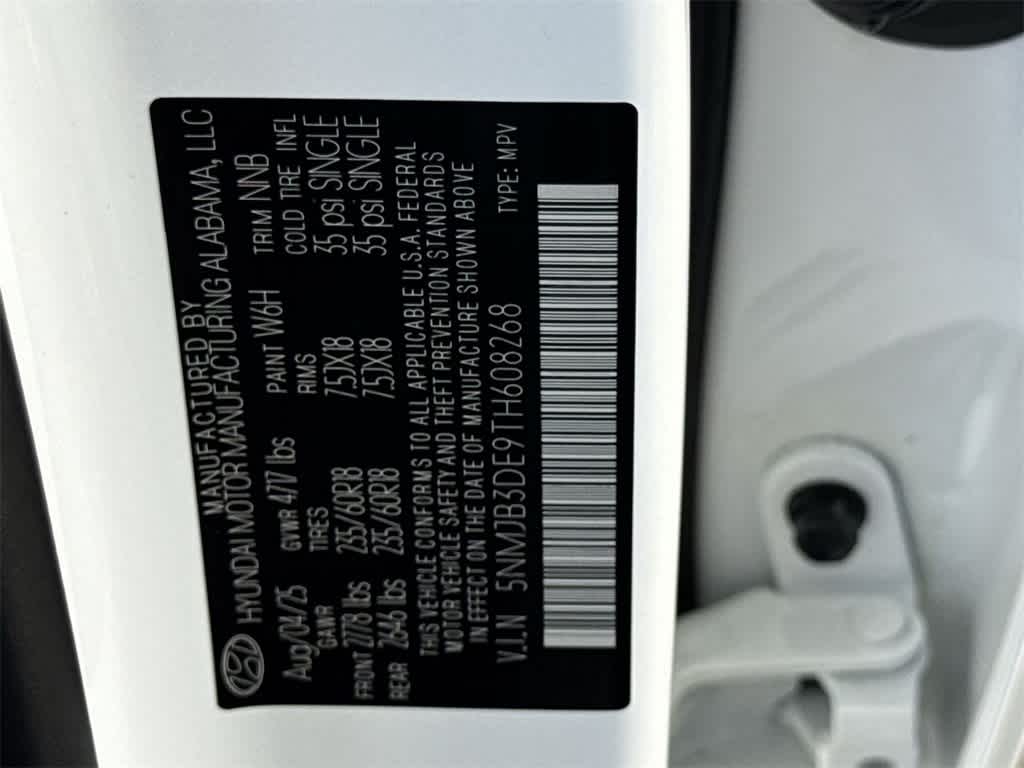 MANUFACTURED BY
HYUNDAI MOTOR MANUFACTURING ALABAMA, LLC
Aug/04/25 GVWR 4717 lbs PAINT W6H TRIM NNB
GAWR TIRES RIMS COLD TIRE INFL
FRONT 2778 lbs 235/60R18 7.5JX18 35 psi SINGLE
REAR 2646 lbs 235/60R18 7.5JX18 35 psi SINGLE
THIS VEHICLE CONFORMS TO ALL APPLICABLE U.S.A. FEDERAL
MOTOR VEHICLE SAFETY AND THEFT PREVENTION STANDARDS
IN EFFECT ON THE DATE OF MANUFACTURE SHOWN ABOVE
V.I.N 5NMJB3DE9TH608268 TYPE: MPV